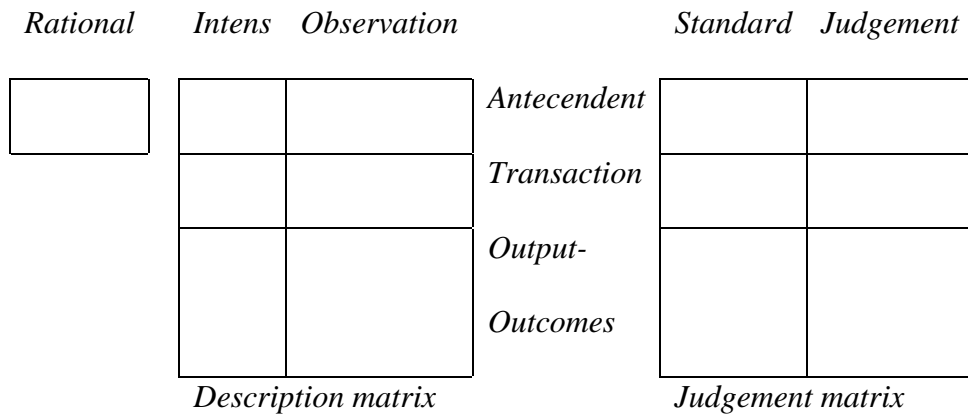 Rational Intens Observation Standard Judgement
Antecendent
Transaction
Output-
Outcomes
Description matrix Judgement matrix